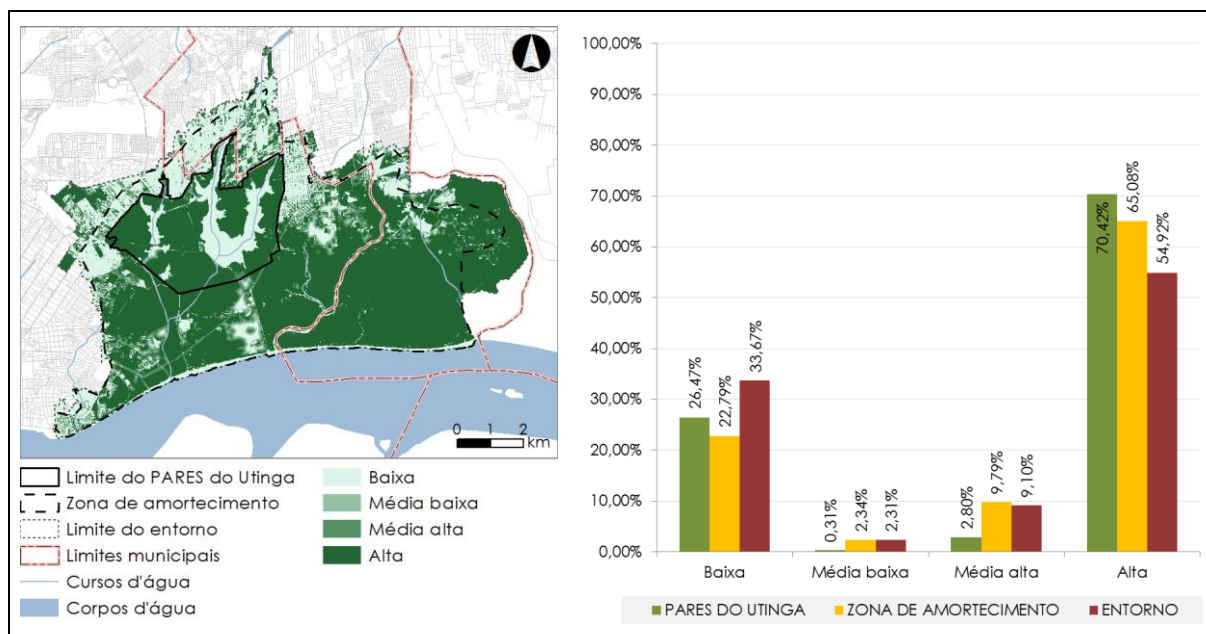 0 1 2
km
Limite do PARES do Utinga
Zona de amortecimento
Limite do entorno
Limites municipais
Cursos d'água
Corpos d'água
Baixa
Média baixa
Média alta
Alta
100,00%
90,00%
80,00%
70,00%
60,00%
50,00%
40,00%
30,00%
20,00%
10,00%
0,00%
26,47%
22,79%
33,67%
0,31%
2,34%
2,31%
2,80%
9,79%
9,10%
70,42%
65,08%
54,92%
Baixa Média baixa Média alta Alta
PARES DO UTINGA ZONA DE AMORTECIMENTO ENTORNO